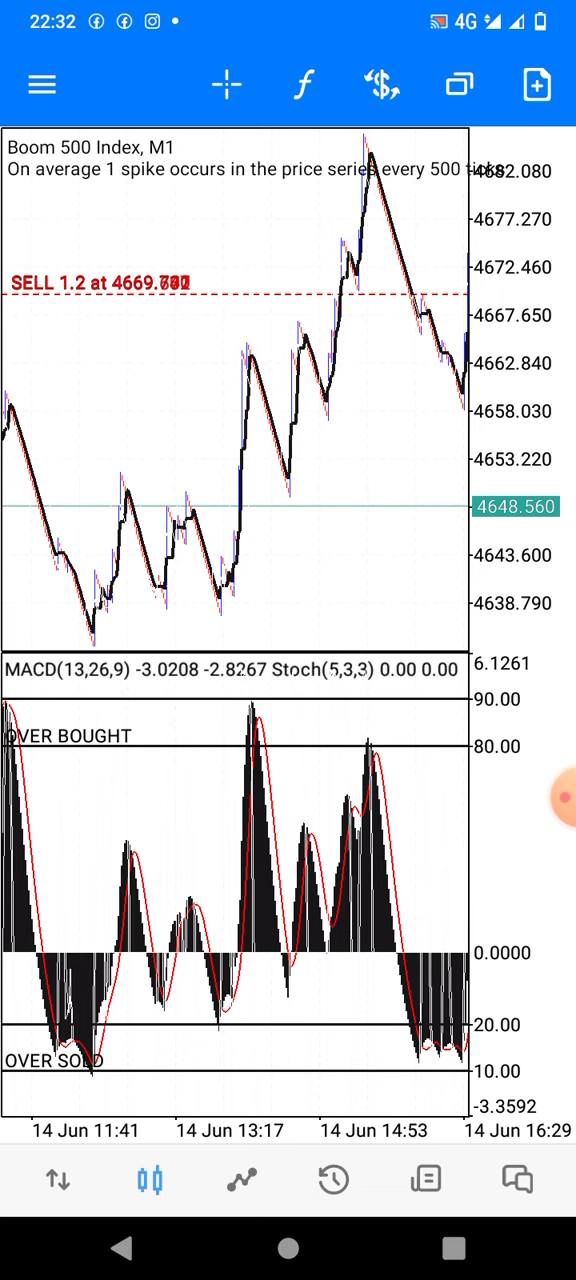 22:32
4G
Boom 500 Index, M1
On average 1 spike occurs in the price series every 500
4682.080
4677.270
4672.460
SELL 1.2 at
4667.650
4662.840
4658.030
4653.220
4648.560
4643.600
4638.790
MACD(13,26,9) -3.0208 -2.8267 Stoch(5,3,3) 0.00 0.00
6.1261
90.00
OVER BOUGHT
80.00
0.0000
20.00
OVER SOLD
10.00
-3.3592
14 Jun 11:41 14 Jun 13:17 14 Jun 14:53 14 Jun 16:29